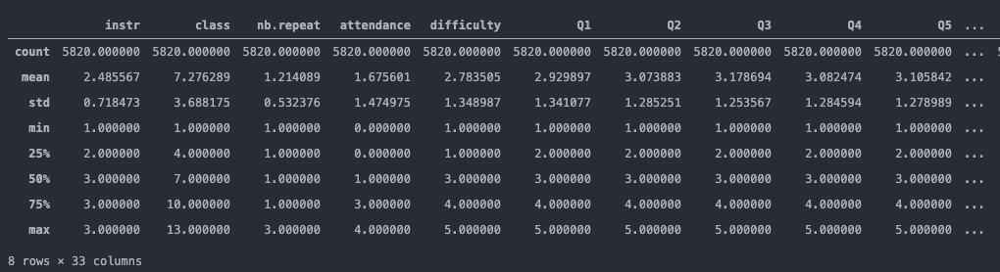 instr class nb.repeat attendance difficulty Q1 Q2 Q3 Q4 Q5 ...
count 5820.000000 5820.000000 5820.000000 5820.000000 5820.000000 5820.000000 5820.000000 5820.000000 5820.000000 5820.000000 ...
mean 2.485567 7.276289 1.214089 1.675601 2.783505 2.929897 3.073883 3.178694 3.082474 3.105842 ...
std 0.718473 3.688175 0.532376 1.474975 1.348987 1.341077 1.285251 1.253567 1.284594 1.278989 ...
min 1.000000 1.000000 1.000000 0.000000 1.000000 1.000000 1.000000 1.000000 1.000000 1.000000 ...
25% 2.000000 4.000000 1.000000 0.000000 1.000000 2.000000 2.000000 2.000000 2.000000 2.000000 ...
50% 3.000000 7.000000 1.000000 1.000000 3.000000 3.000000 3.000000 3.000000 3.000000 3.000000 ...
75% 3.000000 10.000000 1.000000 3.000000 4.000000 4.000000 4.000000 4.000000 4.000000 4.000000 ...
max 3.000000 13.000000 3.000000 4.000000 5.000000 5.000000 5.000000 5.000000 5.000000 5.000000 ...
8 rows × 33 columns